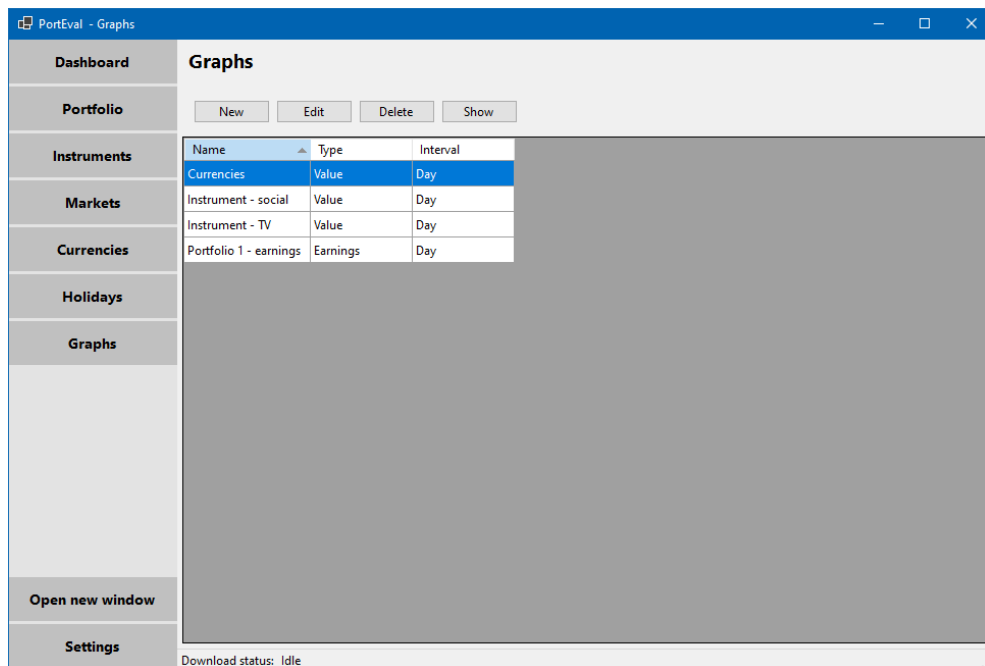 PortEval - Graphs
Dashboard
Portfolio
Instruments
Markets
Currencies
Holidays
Graphs
Open new window
Settings
Graphs
New Edit Delete Show
Name Type Interval
Currencies Value Day
Instrument - social Value Day
Instrument - TV Value Day
Portfolio 1 - earnings Earnings Day
Download status: Idle